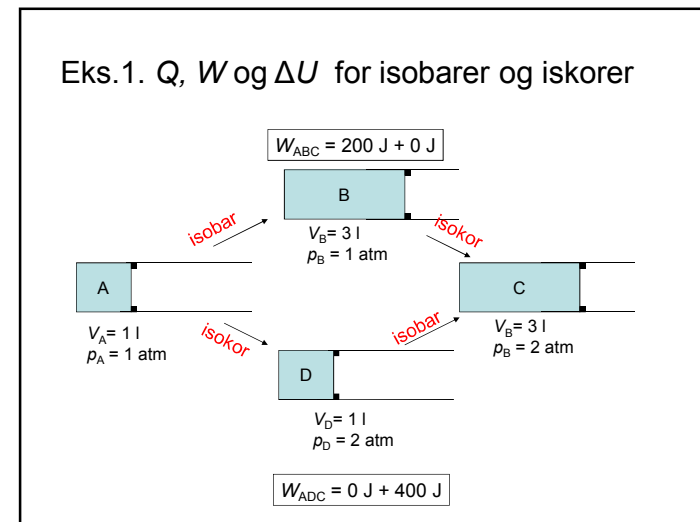 Eks.1. Q, W og ΔU for isobarer og iskorer
W_ABC = 200 J + 0 J
B
isobar
V_B= 3 l
p_B = 1 atm
isokor
A
C
V_A= 1 l
p_A = 1 atm
isokor
isobar
V_B= 3 l
p_B = 2 atm
D
V_D= 1 l
p_D = 2 atm
W_ADC = 0 J + 400 J